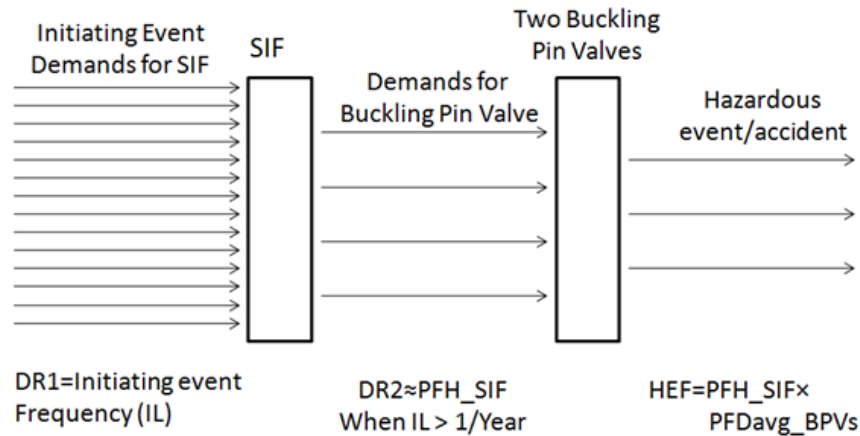 Initiating Event
Demands for SIF
SIF
Demands for
Buckling Pin Valve
Two Buckling
Pin Valves
Hazardous
event/accident
DR1=Initiating event
Frequency (IL)
DR2≈PFH_SIF
When IL > 1/Year
HEF=PFH_SIF×
PFDavg_BPVs